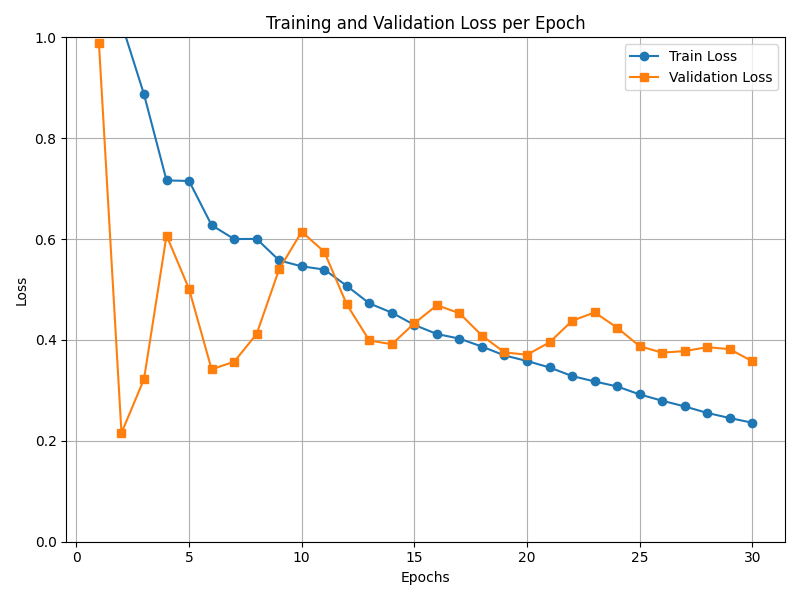 Training and Validation Loss per Epoch
Train Loss
Validation Loss
Loss
1.0
0.8
0.6
0.4
0.2
0.0
0 5 10 15 20 25 30
Epochs